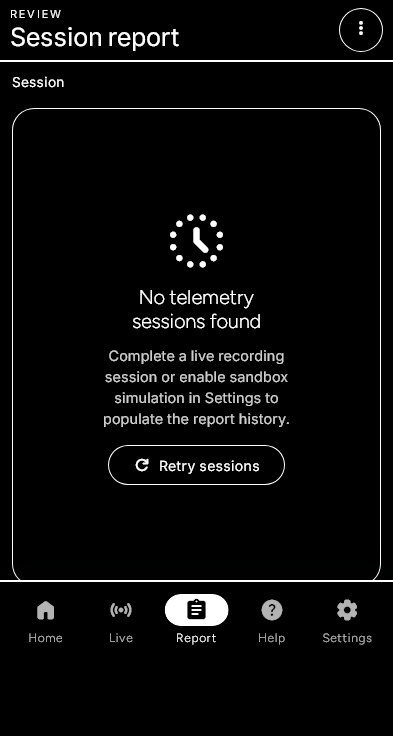 REVIEW
Session report
Session
No telemetry
sessions found
Complete a live recording
session or enable sandbox
simulation in Settings to
populate the report history.
Retry sessions
Home
Live
Report
Help
Settings